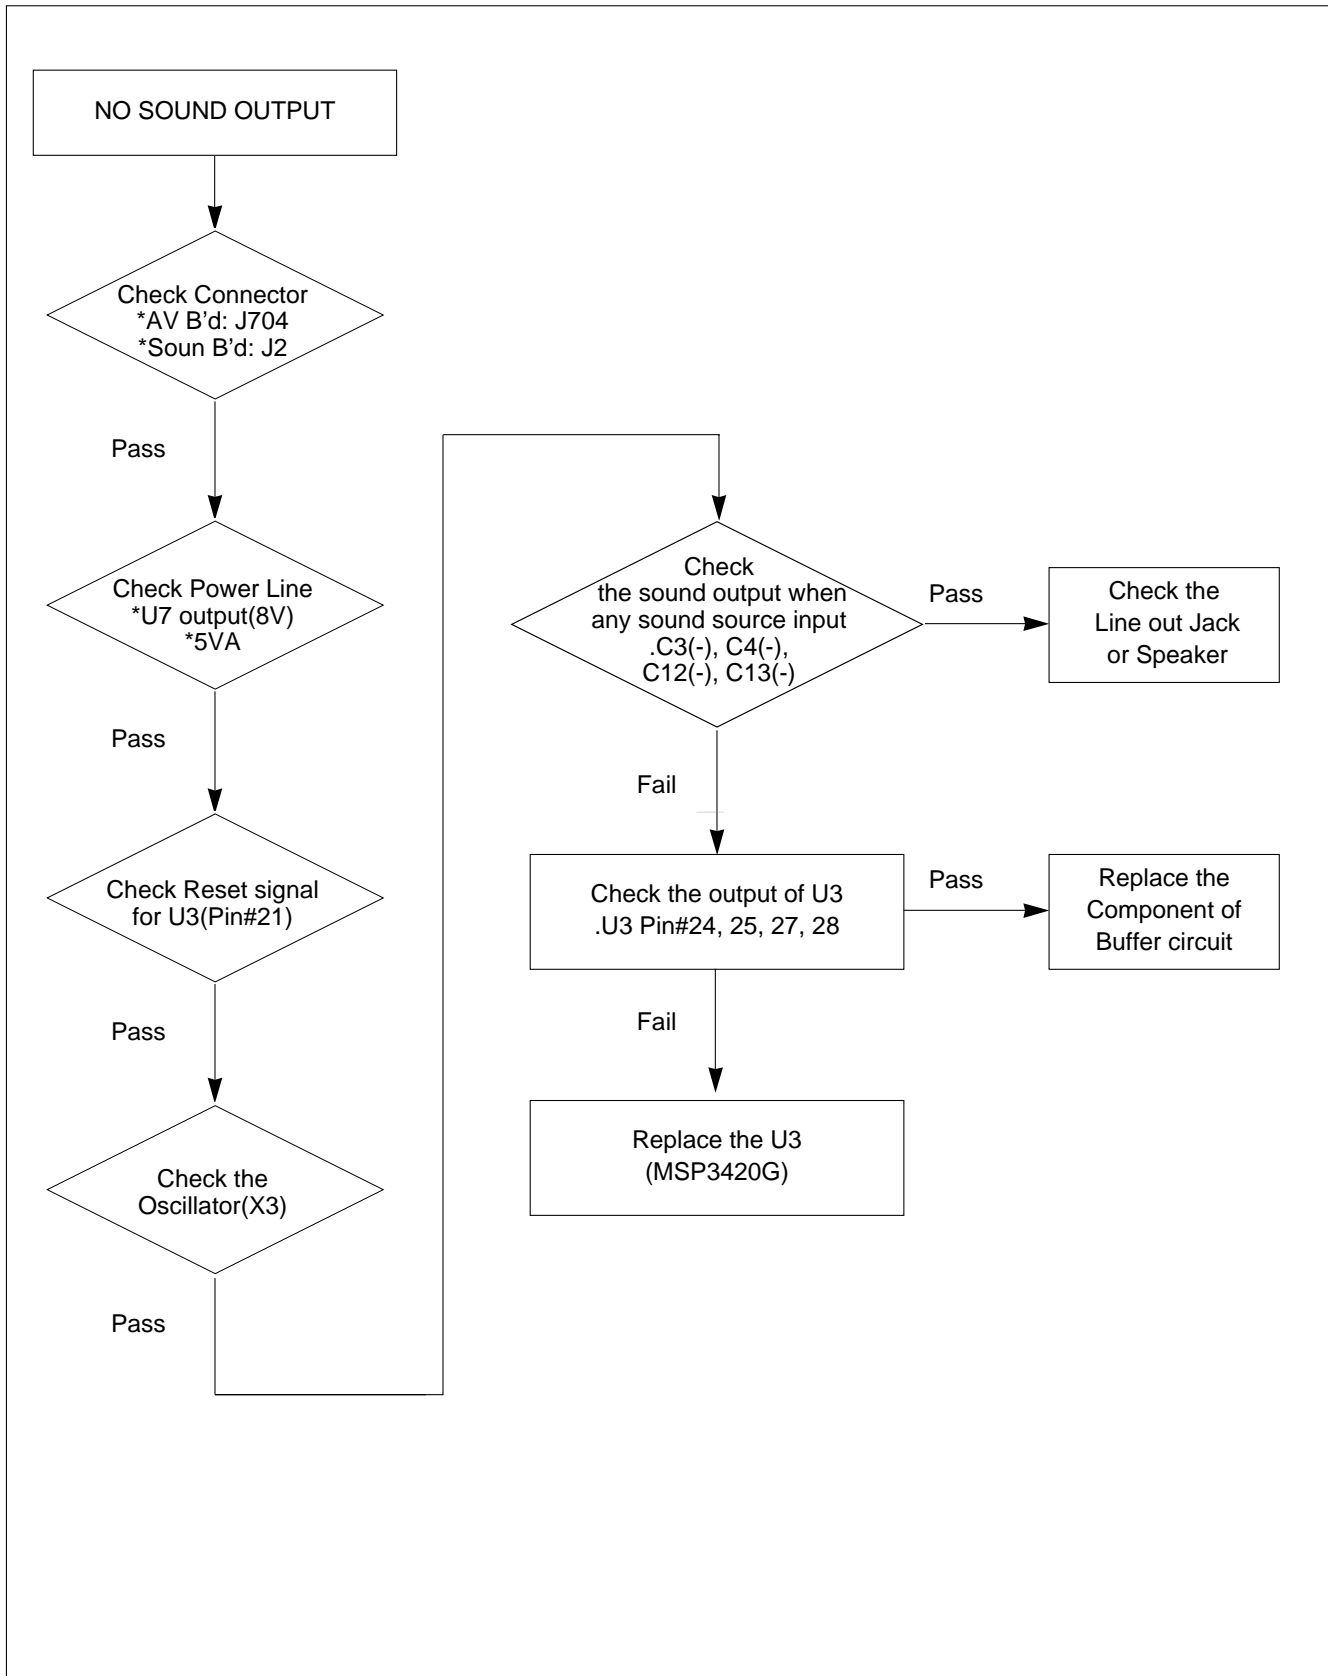 NO SOUND OUTPUT
Check Connector
*AV B’d: J704
*Soun B’d: J2
Pass
Check Power Line
*U7 output(8V)
*5VA
Pass
Check Reset signal
for U3(Pin#21)
Pass
Check the
Oscillator(X3)
Pass
Check
the sound output when
any sound source input
.C3(-), C4(-),
C12(-), C13(-)
Pass
Check the
Line out Jack
or Speaker
Fail
Check the output of U3
.U3 Pin#24, 25, 27, 28
Pass
Replace the
Component of
Buffer circuit
Fail
Replace the U3
(MSP3420G)